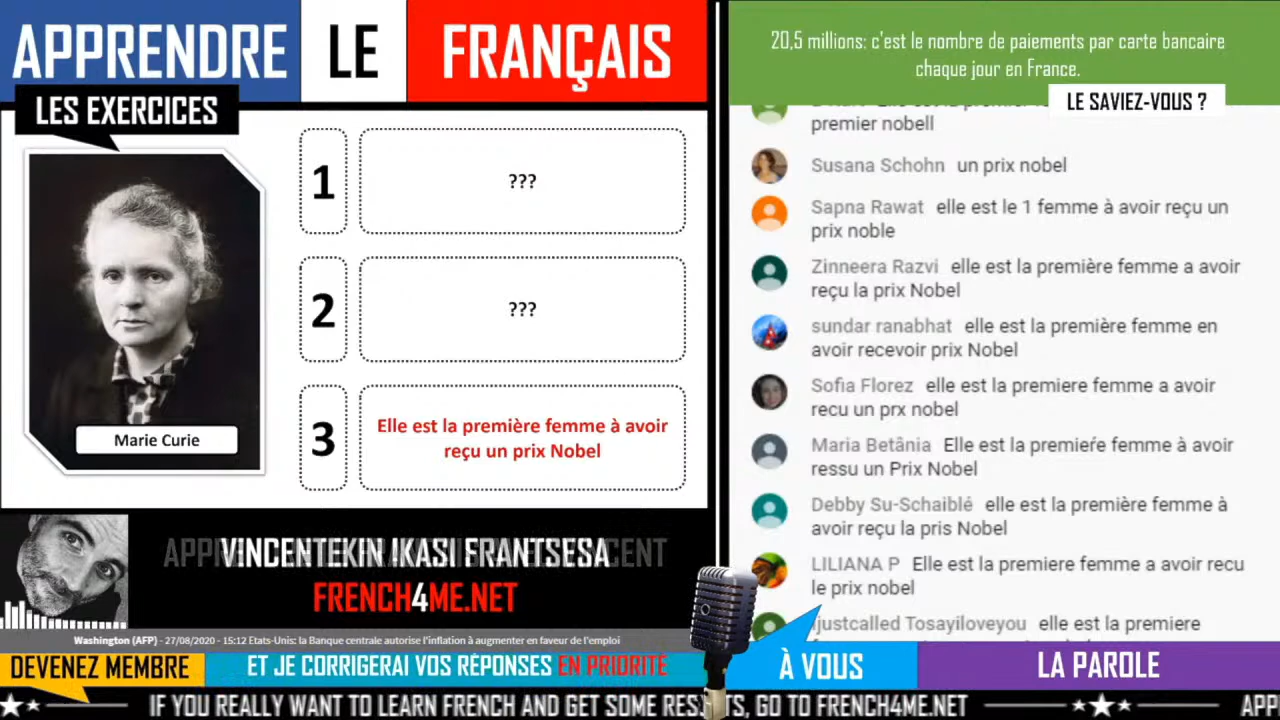 APPRENDRE LE FRANÇAIS
LES EXERCICES
Marie Curie
1
???
2
???
3
Elle est la première femme à avoir
reçu un prix Nobel
VINCENTEKIN IKASI FRANTSESA
FRENCH4ME.NET
Washington (AFP) - 27/08/2020 - 15:12 Etats-Unis: la Banque centrale autorise l'inflation à augmenter en faveur de l'emploi
DEVENEZ MEMBRE
ET JE CORRIGERAI VOS RÉPONSES EN PRIORITÉ
20,5 millions: c'est le nombre de paiements par carte bancaire
chaque jour en France.
LE SAVIEZ-VOUS ?
premier nobell
Susana Schohn un prix nobel
Sapna Rawat elle est le 1 femme à avoir reçu un
prix noble
Zinneera Razvi elle est la première femme a avoir
reçu la prix Nobel
sundar ranabhat elle est la première femme en
avoir recevoir prix Nobel
Sofia Florez elle est la premiere femme a avoir
recu un prx nobel
Maria Betânia Elle est la premieŕe femme à avoir
ressu un Prix Nobel
Debby Su-Schaiblé elle est la première femme à
avoir reçu la pris Nobel
LILIANA P Elle est la premiere femme a avoir recu
le prix nobel
ijustcalled Tosayiloveyou elle est la premiere
À VOUS
LA PAROLE
IF YOU REALLY WANT TO LEARN FRENCH AND GET SOME RESULTS, GO TO FRENCH4ME.NET
APP